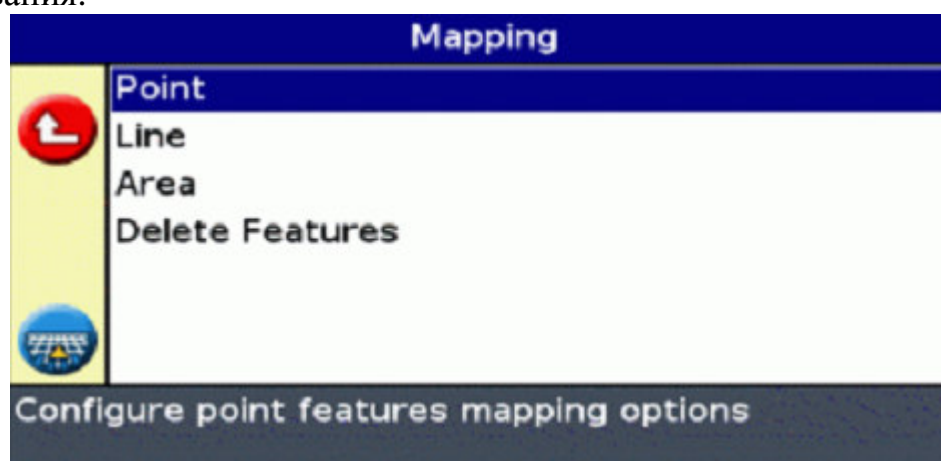 Mapping
Point
Line
Area
Delete Features
Configure point features mapping options